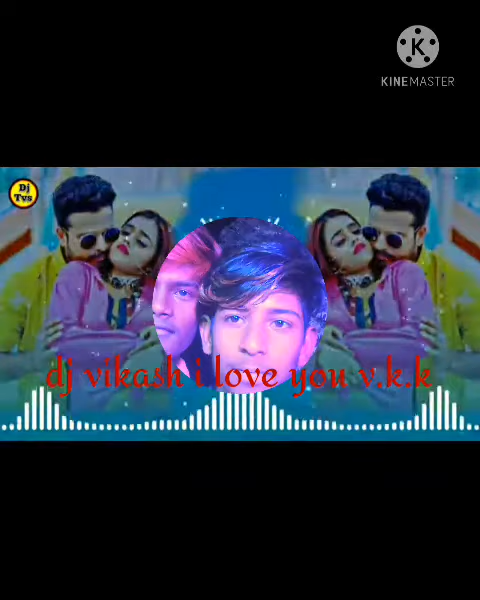 K
KINEMASTER
Dj
Tvs
dj vikash i love you v.k.k